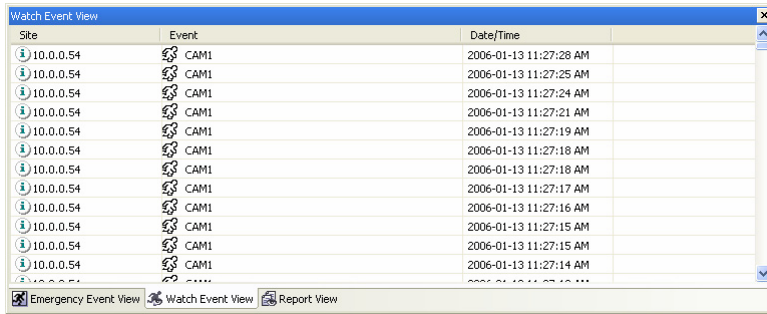 Watch Event View
Site Event Date/Time
10.0.0.54 CAM1 2006-01-13 11:27:28 AM
10.0.0.54 CAM1 2006-01-13 11:27:25 AM
10.0.0.54 CAM1 2006-01-13 11:27:24 AM
10.0.0.54 CAM1 2006-01-13 11:27:21 AM
10.0.0.54 CAM1 2006-01-13 11:27:19 AM
10.0.0.54 CAM1 2006-01-13 11:27:18 AM
10.0.0.54 CAM1 2006-01-13 11:27:18 AM
10.0.0.54 CAM1 2006-01-13 11:27:17 AM
10.0.0.54 CAM1 2006-01-13 11:27:16 AM
10.0.0.54 CAM1 2006-01-13 11:27:15 AM
10.0.0.54 CAM1 2006-01-13 11:27:15 AM
10.0.0.54 CAM1 2006-01-13 11:27:14 AM
Emergency Event View Watch Event View Report View